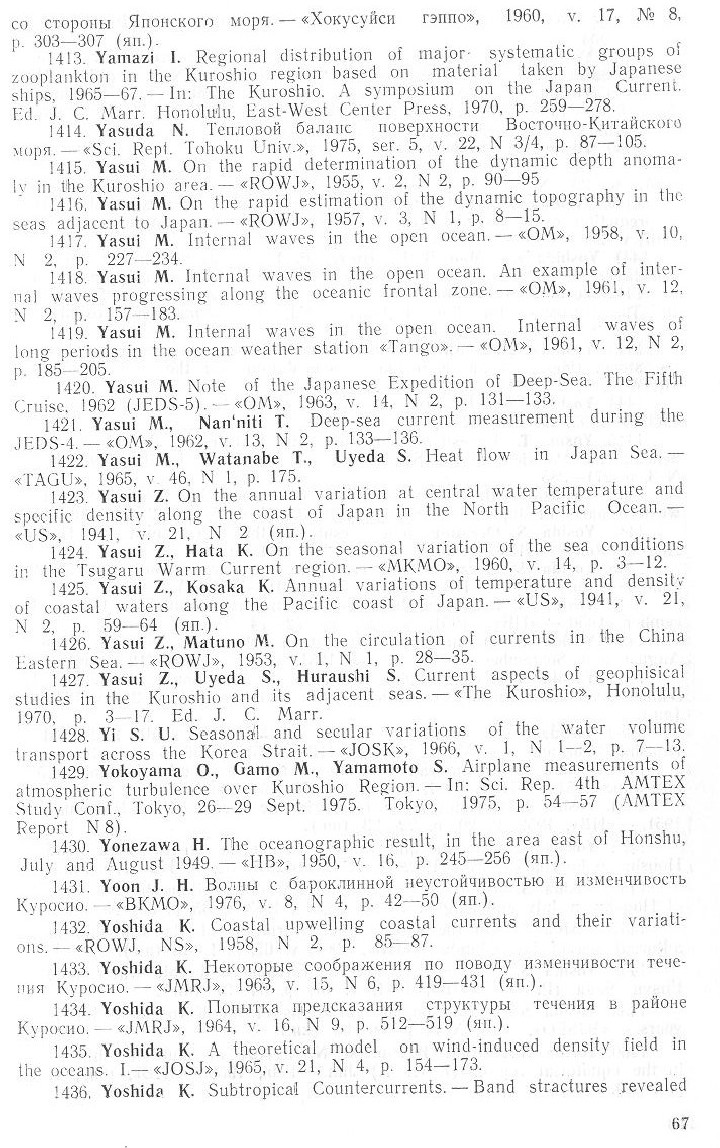 со стороны Японского моря. — «Хокусуйси гэппо», 1960, v. 17, № 8,
p. 303—307 (яп.).
1413. Yamazi I. Regional distribution of major systematic groups of
zooplankton in the Kuroshio region based on material taken by Japanese
ships, 1965—67. — In: The Kuroshio. A symposium on the Japan Current.
Ed. J. C. Marr. Honolulu, East-West Center Press, 1970, p. 259—278.
1414. Yasuda N. Тепловой баланс поверхности Восточно-Китайского
моря. — «Sci. Rept. Tohoku Univ.», 1975, ser. 5, v. 22, N 3/4, p. 87—105.
1415. Yasui M. On the rapid determination of the dynamic depth anoma-
ly in the Kuroshio area. — «ROWJ», 1955, v. 2, N 2, p. 90—95
1416. Yasui M. On the rapid estimation of the dynamic topography in the
seas adjacent to Japan. — «ROWJ», 1957, v. 3, N 1, p. 8—15.
1417. Yasui M. Internal waves in the open ocean. — «OM», 1958, v. 10,
N 2, p. 227—234.
1418. Yasui M. Internal waves in the open ocean. An example of inter-
nal waves progressing along the oceanic frontal zone. — «OM», 1961, v. 12,
N 2, p. 157—183.
1419. Yasui M. Internal waves in the open ocean. Internal waves of
long periods in the ocean weather station «Tango». — «OM», 1961, v. 12, N 2,
p. 185—205.
1420. Yasui M. Note of the Japanese Expedition of Deep-Sea. The Fifth
Cruise, 1962 (JEDS-5). — «OM», 1963, v. 14, N 2, p. 131—133.
1421. Yasui M., Nan'niti T. Deep-sea current measurement during the
JEDS-4. — «OM», 1962, v. 13, N 2, p. 133—136.
1422. Yasui M., Watanabe T., Uyeda S. Heat flow in Japan Sea. —
«TAGU», 1965, v. 46, N 1, p. 175.
1423. Yasui Z. On the annual variation at central water temperature and
specific density along the coast of Japan in the North Pacific Ocean. —
«US», 1941, v. 21, N 2 (яп.).
1424. Yasui Z., Hata K. On the seasonal variation of the sea conditions
in the Tsugaru Warm Current region. — «MKMO», 1960, v. 14, p. 3—12.
1425. Yasui Z., Kosaka K. Annual variations of temperature and density
of coastal waters along the Pacific coast of Japan. — «US», 1941, v. 21,
N 2, p. 59—64 (яп.).
1426. Yasui Z., Matuno M. On the circulation of currents in the China
Eastern Sea. — «ROWJ», 1953, v. 1, N 1, p. 28—35.
1427. Yasui Z., Uyeda S., Huraushi S. Current aspects of geophisical
studies in the Kuroshio and its adjacent seas. — «The Kuroshio», Honolulu,
1970, p. 3—17. Ed. J. C. Marr.
1428. Yi S. U. Seasonal and secular variations of the water volume
transport across the Korea Strait. — «JOSK», 1966, v. 1, N 1—2, p. 7—13.
1429. Yokoyama O., Gamo M., Yamamoto S. Airplane measurements of
atmospheric turbulence over Kuroshio Region. — In: Sci. Rep. 4th AMTEX
Study Conf., Tokyo, 26—29 Sept. 1975. Tokyo, 1975, p. 54—57 (AMTEX
Report N 8).
1430. Yonezawa H. The oceanographic result, in the area east of Honshu,
July and August 1949. — «HB», 1950, v. 16, p. 245—256 (яп.).
1431. Yoon J. H. Волны с бароклинной неустойчивостью и изменчивость
Куросио. — «BKMO», 1976, v. 8, N 4, p. 42—50 (яп.).
1432. Yoshida K. Coastal upwelling coastal currents and their variati-
ons. — «ROWJ, NS», 1958, N 2, p. 85—87.
1433. Yoshida K. Некоторые соображения по поводу изменчивости тече-
ния Куросио. — «JMRJ», 1963, v. 15, N 6, p. 419—431 (яп.).
1434. Yoshida K. Попытка предсказания структуры течения в районе
Куросио. — «JMRJ», 1964, v. 16, N 9, p. 512—519 (яп.).
1435. Yoshida K. A theoretical model on wind-induced density field in
the oceans. I. — «JOSJ», 1965, v. 21, N 4, p. 154—173.
1436. Yoshida K. Subtropical Countercurrents. — Band stractures revealed
67